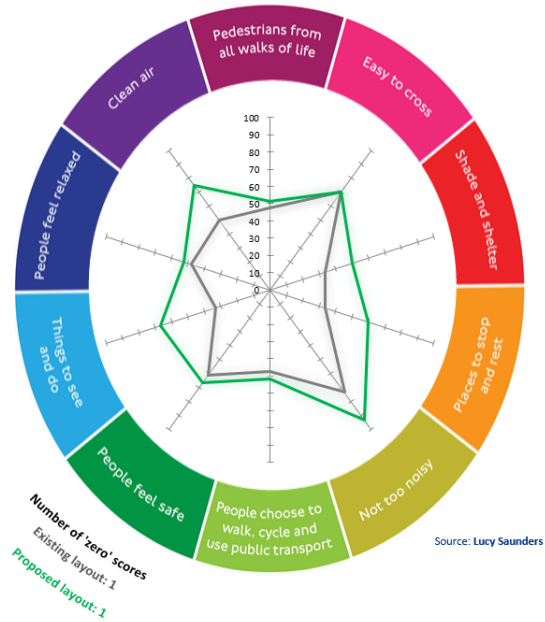 Pedestrians from
all walks of life
Easy to cross
Shade and shelter
Places to stop
and rest
Not too noisy
People choose to
walk, cycle and
use public transport
People feel safe
Things to see
and do
People feel relaxed
Clean air
100
90
80
70
60
50
40
30
20
10
0
Number of 'zero' scores
Existing layout: 1
Proposed layout: 1
Source: Lucy Saunders